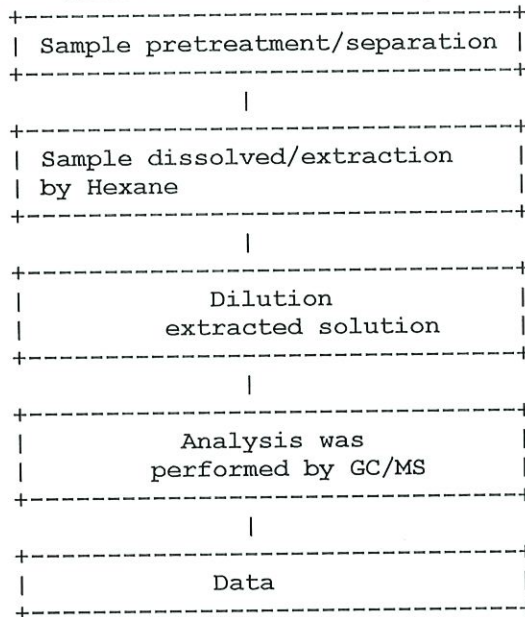 Sample pretreatment/separation
Sample dissolved/extraction
by Hexane
Dilution
extracted solution
Analysis was
performed by GC/MS
Data